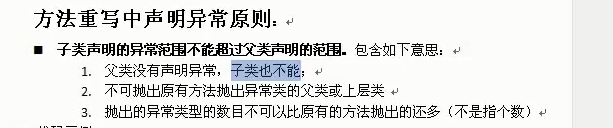 方法重写中声明异常原则：
■ 子类声明的异常范围不能超过父类声明的范围。包含如下意思：
1. 父类没有声明异常，子类也不能；
2. 不可抛出原有方法抛出异常类的父类或上层类
3. 抛出的异常类型的数目不可以比原有的方法抛出的还多（不是指个数）